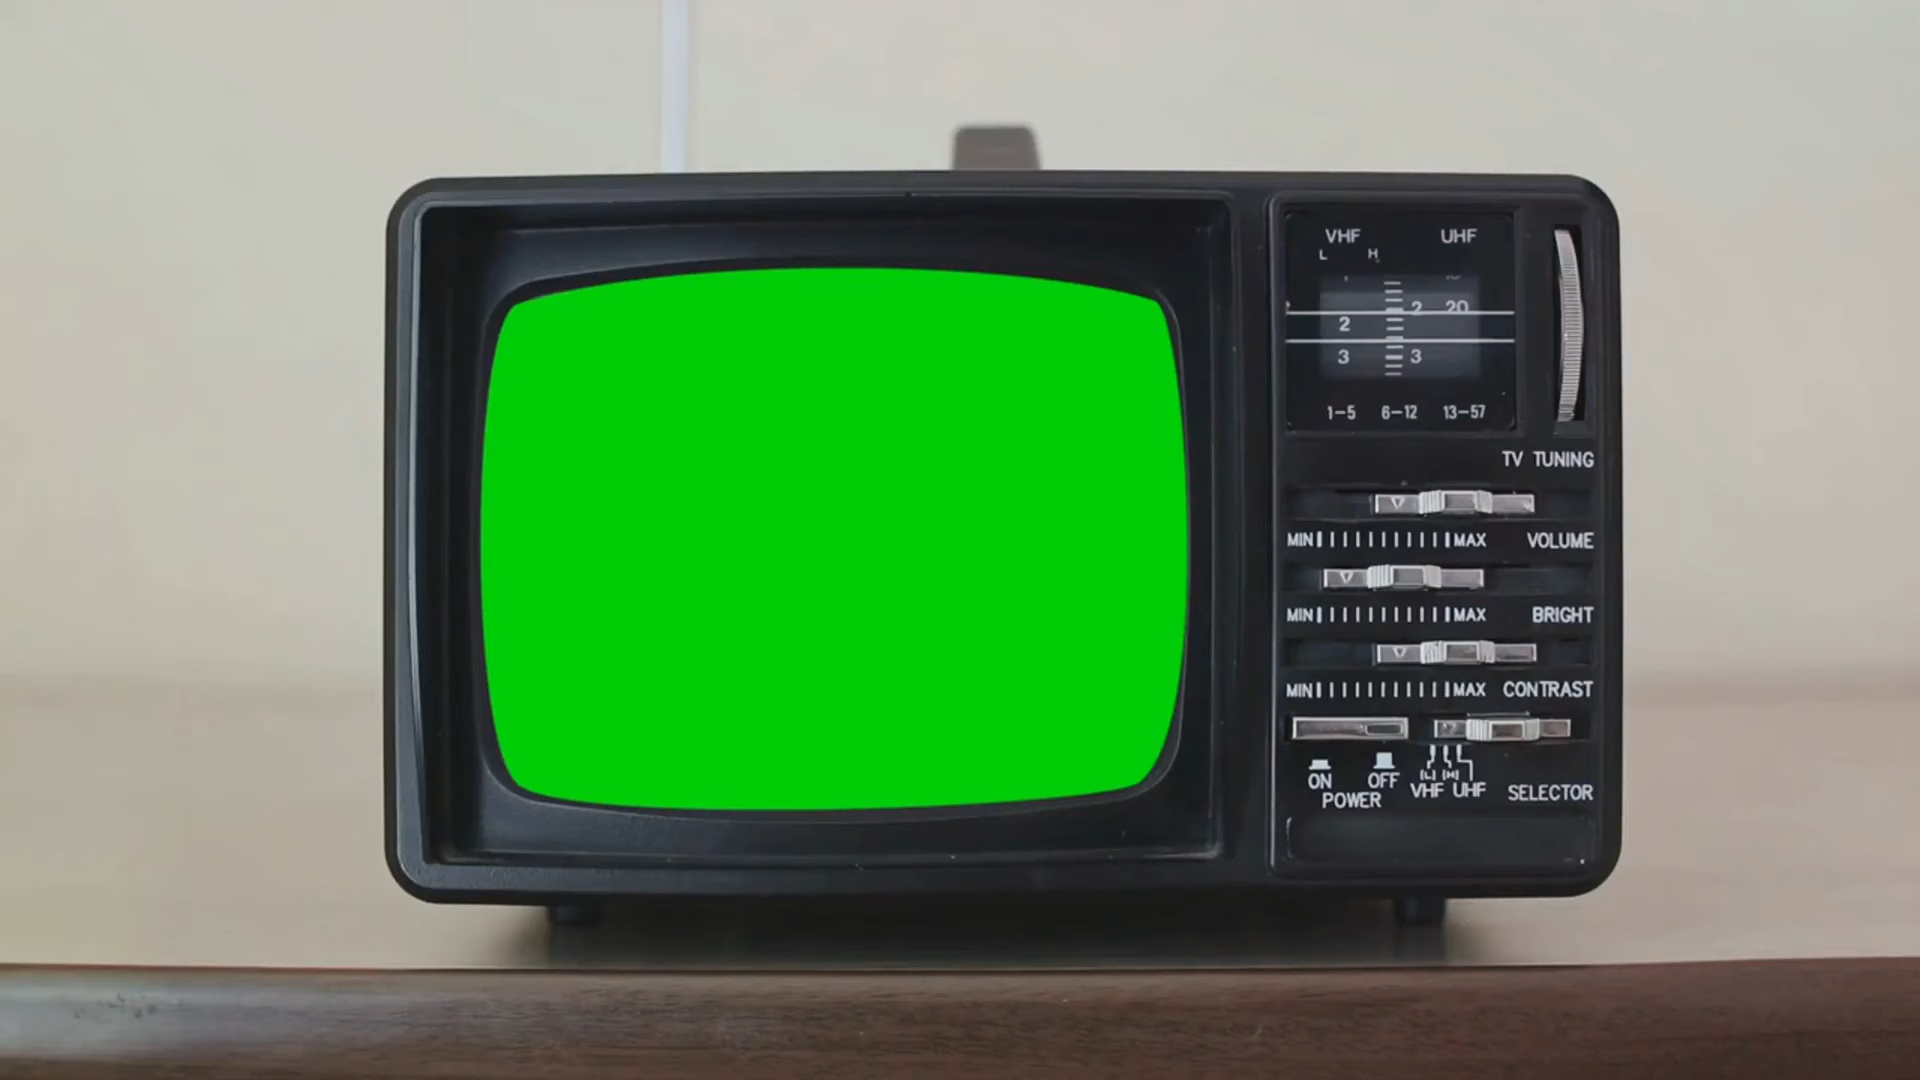 VHF UHF
L H
2 20
2
3 3
1-5 6-12 13-57
TV TUNING
MIN MAX VOLUME
MIN MAX BRIGHT
MIN MAX CONTRAST
ON OFF
POWER
(L) (H)
VHF UHF
SELECTOR